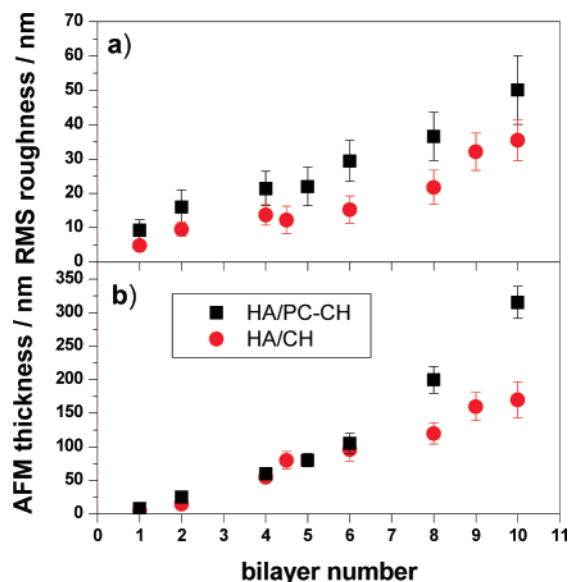 a)
RMS roughness / nm
70
60
50
40
30
20
10
0
b)
HA/PC-CH
HA/CH
AFM thickness / nm
350
300
250
200
150
100
50
0
0 1 2 3 4 5 6 7 8 9 10 11
bilayer number